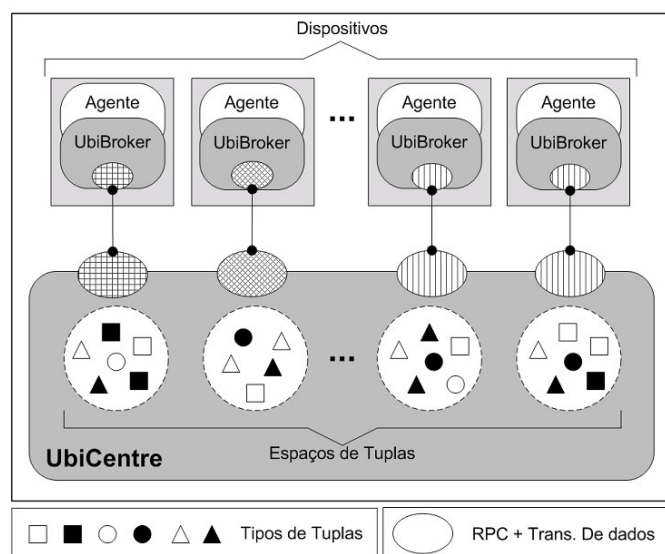 Dispositivos
Agente
UbiBroker
Agente
UbiBroker
...
Agente
UbiBroker
Agente
UbiBroker
...
Espaços de Tuplas
UbiCentre
Tipos de Tuplas
RPC + Trans. De dados